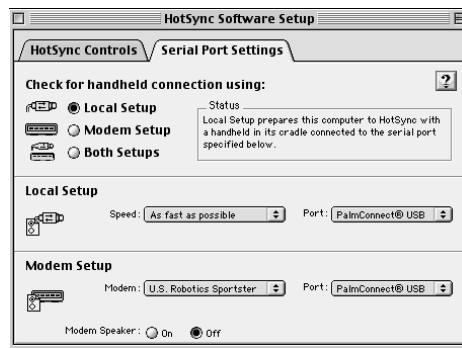 HotSync Software Setup
HotSync Controls
Serial Port Settings
Check for handheld connection using:
?
Local Setup
Modem Setup
Both Setups
Status
Local Setup prepares this computer to HotSync with
a handheld in its cradle connected to the serial port
specified below.
Local Setup
Speed: As fast as possible Port: PalmConnect® USB
Modem Setup
Modem: U.S. Robotics Sportster Port: PalmConnect® USB
Modem Speaker: On Off